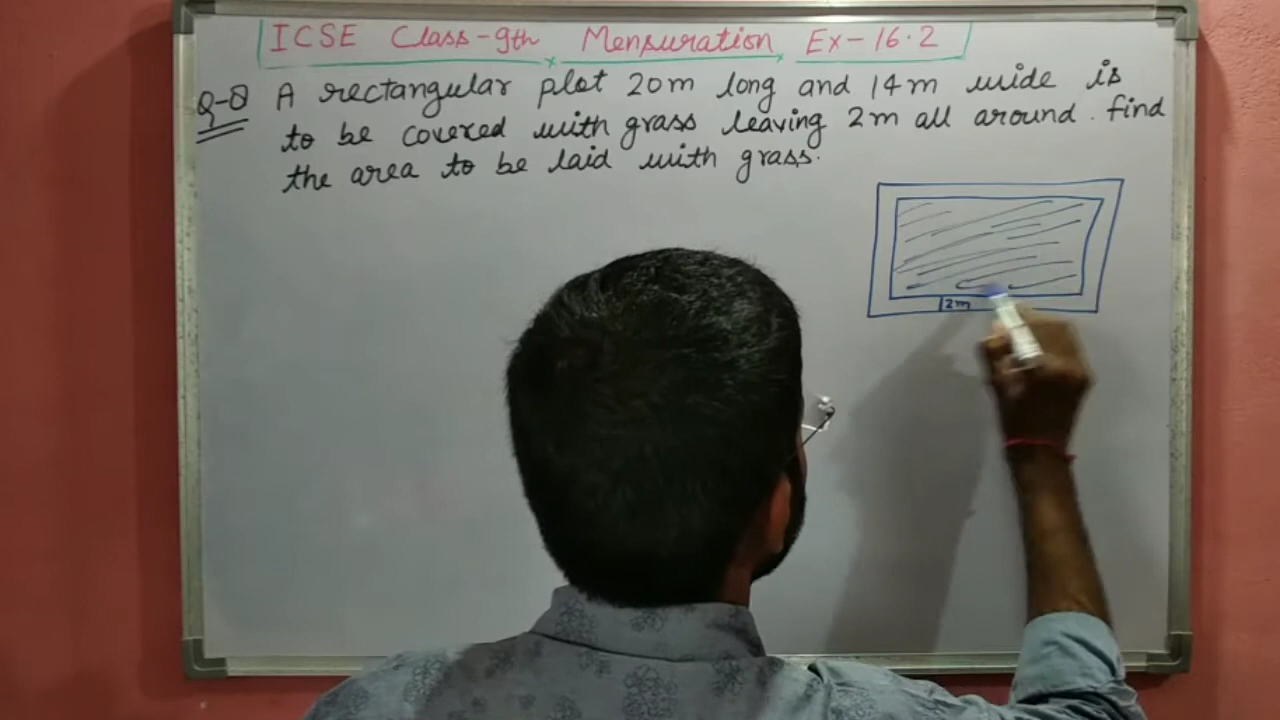 ICSE Class-9th Mensuration Ex-16.2
Q-8 A rectangular plot 20m long and 14m wide is
to be covered with grass leaving 2m all around. find
the area to be laid with grass.
2m